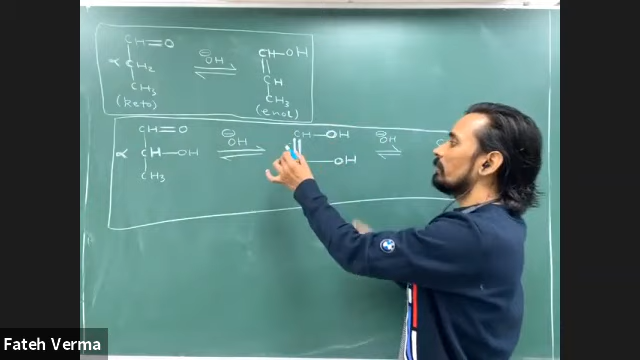 CH=O
αCH2
CH3
(keto)
⊖OH
CH-OH
||
CH
CH3
(enol)
CH=O
α CH-OH
CH3
⊖OH
CH-OH
||
-OH
⊖OH
Fateh Verma